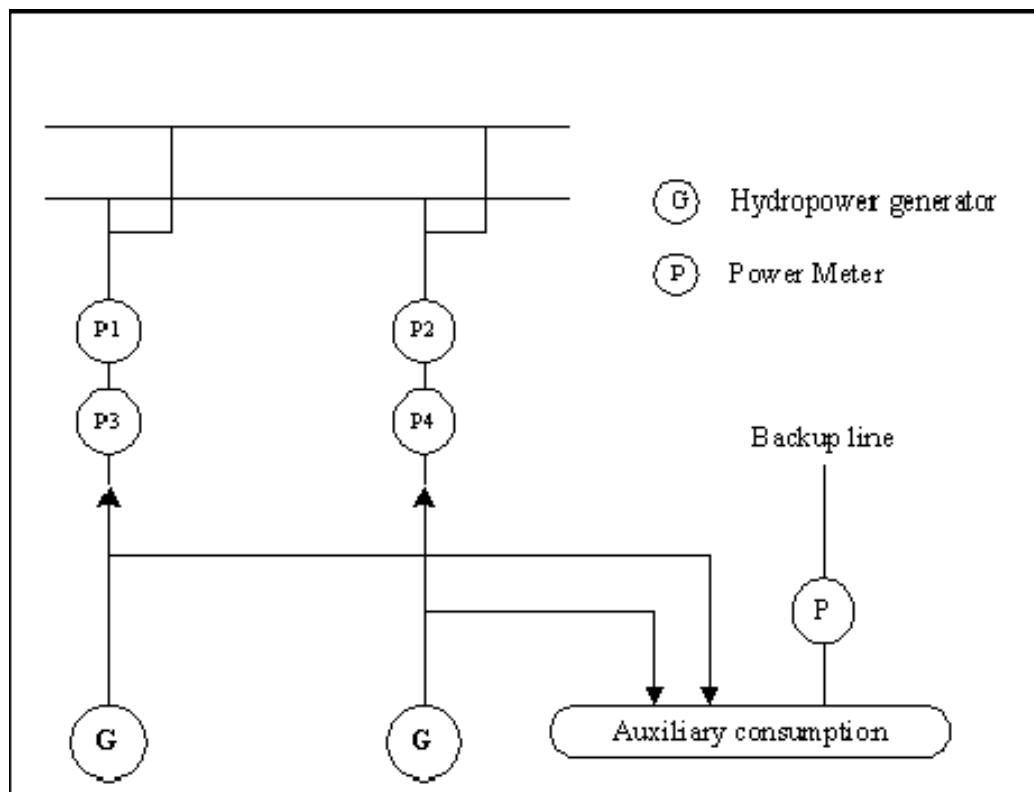 G Hydropower generator
P Power Meter
P1 P2
P3 P4
Backup line
P
G G Auxiliary consumption